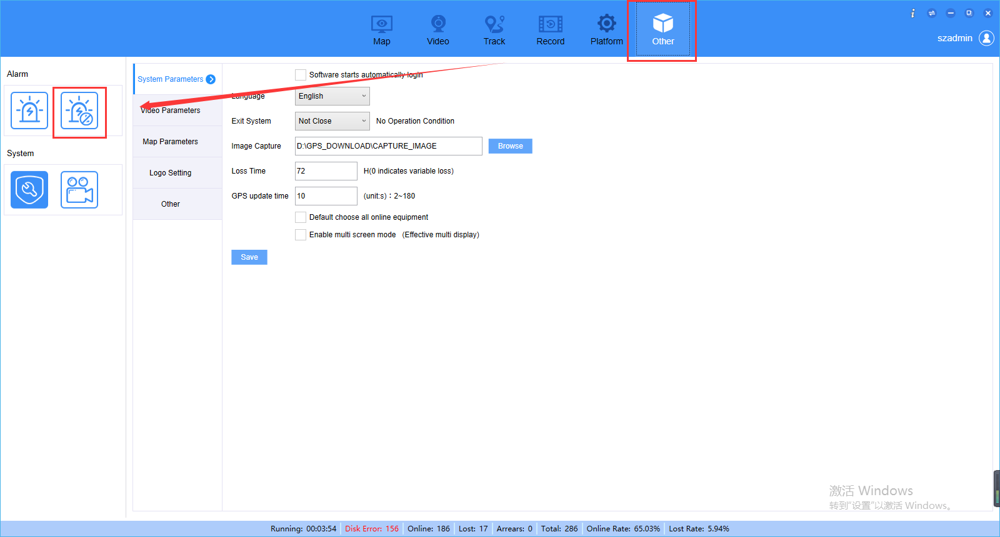 Map
Video
Track
Record
Platform
Other
szadmin
Alarm
System
System Parameters
Video Parameters
Map Parameters
Logo Setting
Other
Software starts automatically login
Language English
Exit System Not Close No Operation Condition
Image Capture D:\GPS_DOWNLOAD\CAPTURE_IMAGE Browse
Loss Time 72 H(0 indicates variable loss)
GPS update time 10 (unit:s)：2~180
Default choose all online equipment
Enable multi screen mode (Effective multi display)
Save
激活 Windows
转到"设置"以激活 Windows。
Running: 00:03:54 Disk Error: 156 Online: 186 Lost: 17 Arrears: 0 Total: 286 Online Rate: 65.03% Lost Rate: 5.94%